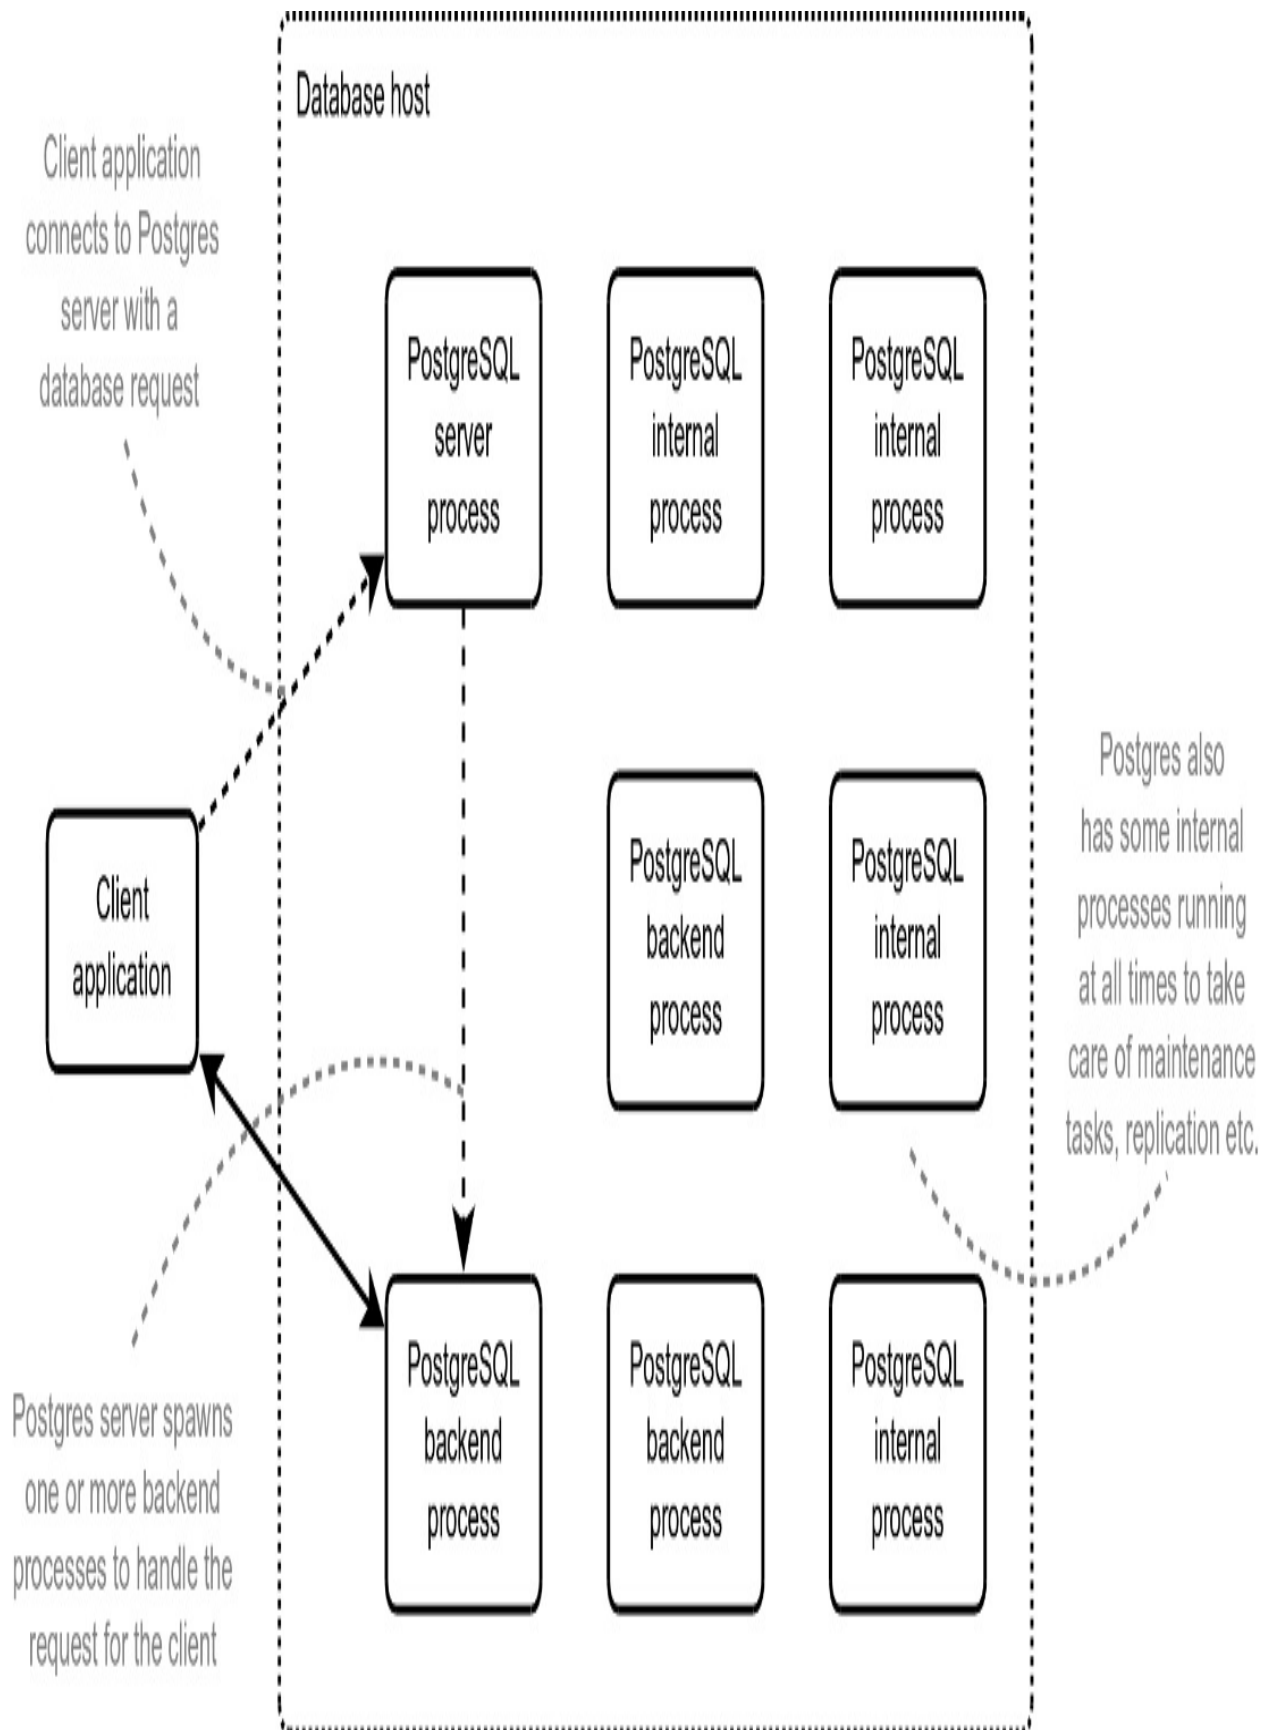 Database host
Client application
connects to Postgres
server with a
database request
PostgreSQL
server
process
PostgreSQL
internal
process
PostgreSQL
internal
process
Client
application
PostgreSQL
backend
process
PostgreSQL
internal
process
Postgres also
has some internal
processes running
at all times to take
care of maintenance
tasks, replication etc.
Postgres server spawns
one or more backend
processes to handle the
request for the client
PostgreSQL
backend
process
PostgreSQL
backend
process
PostgreSQL
internal
process